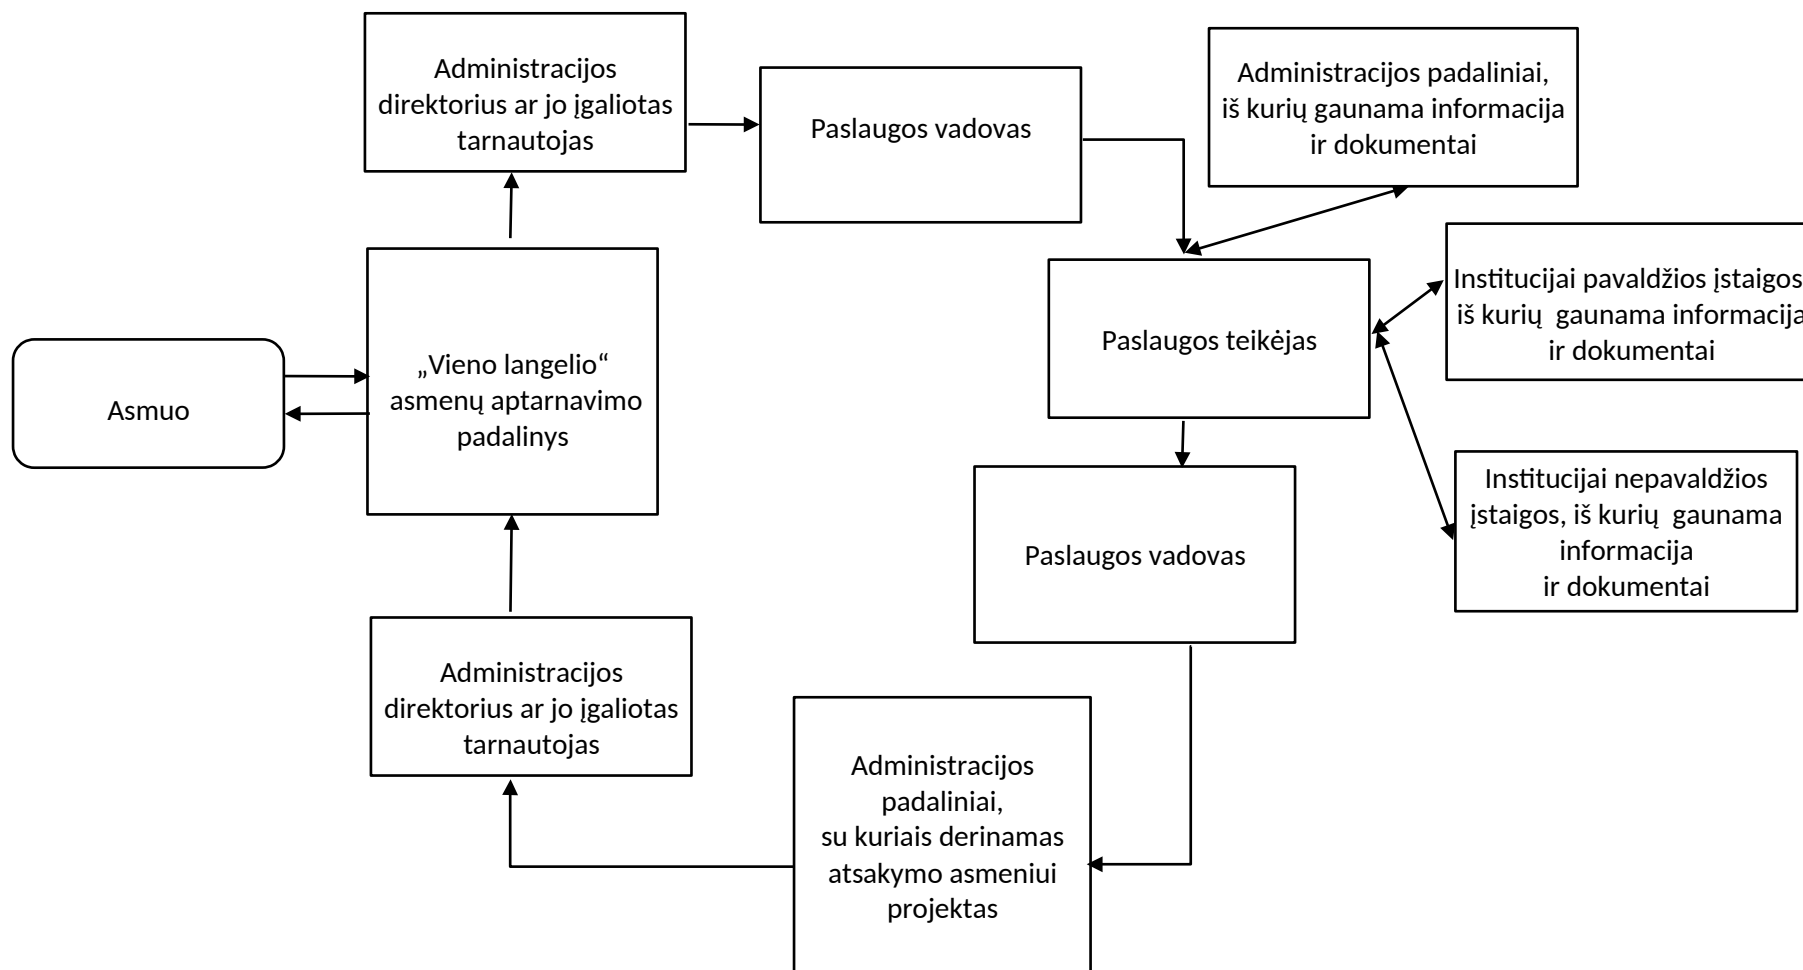 Administracijos
direktorius ar jo įgaliotas
tarnautojas
Paslaugos vadovas
Administracijos padaliniai,
iš kurių gaunama informacija
ir dokumentai
Institucijai pavaldžios įstaigos
iš kurių  gaunama informacija
ir dokumentai
Paslaugos teikėjas
„Vieno langelio“
asmenų aptarnavimo
padalinys
Asmuo
Institucijai nepavaldžios
įstaigos, iš kurių  gaunama
informacija
ir dokumentai
Paslaugos vadovas
Administracijos
direktorius ar jo įgaliotas
tarnautojas
Administracijos
padaliniai,
su kuriais derinamas
atsakymo asmeniui
projektas